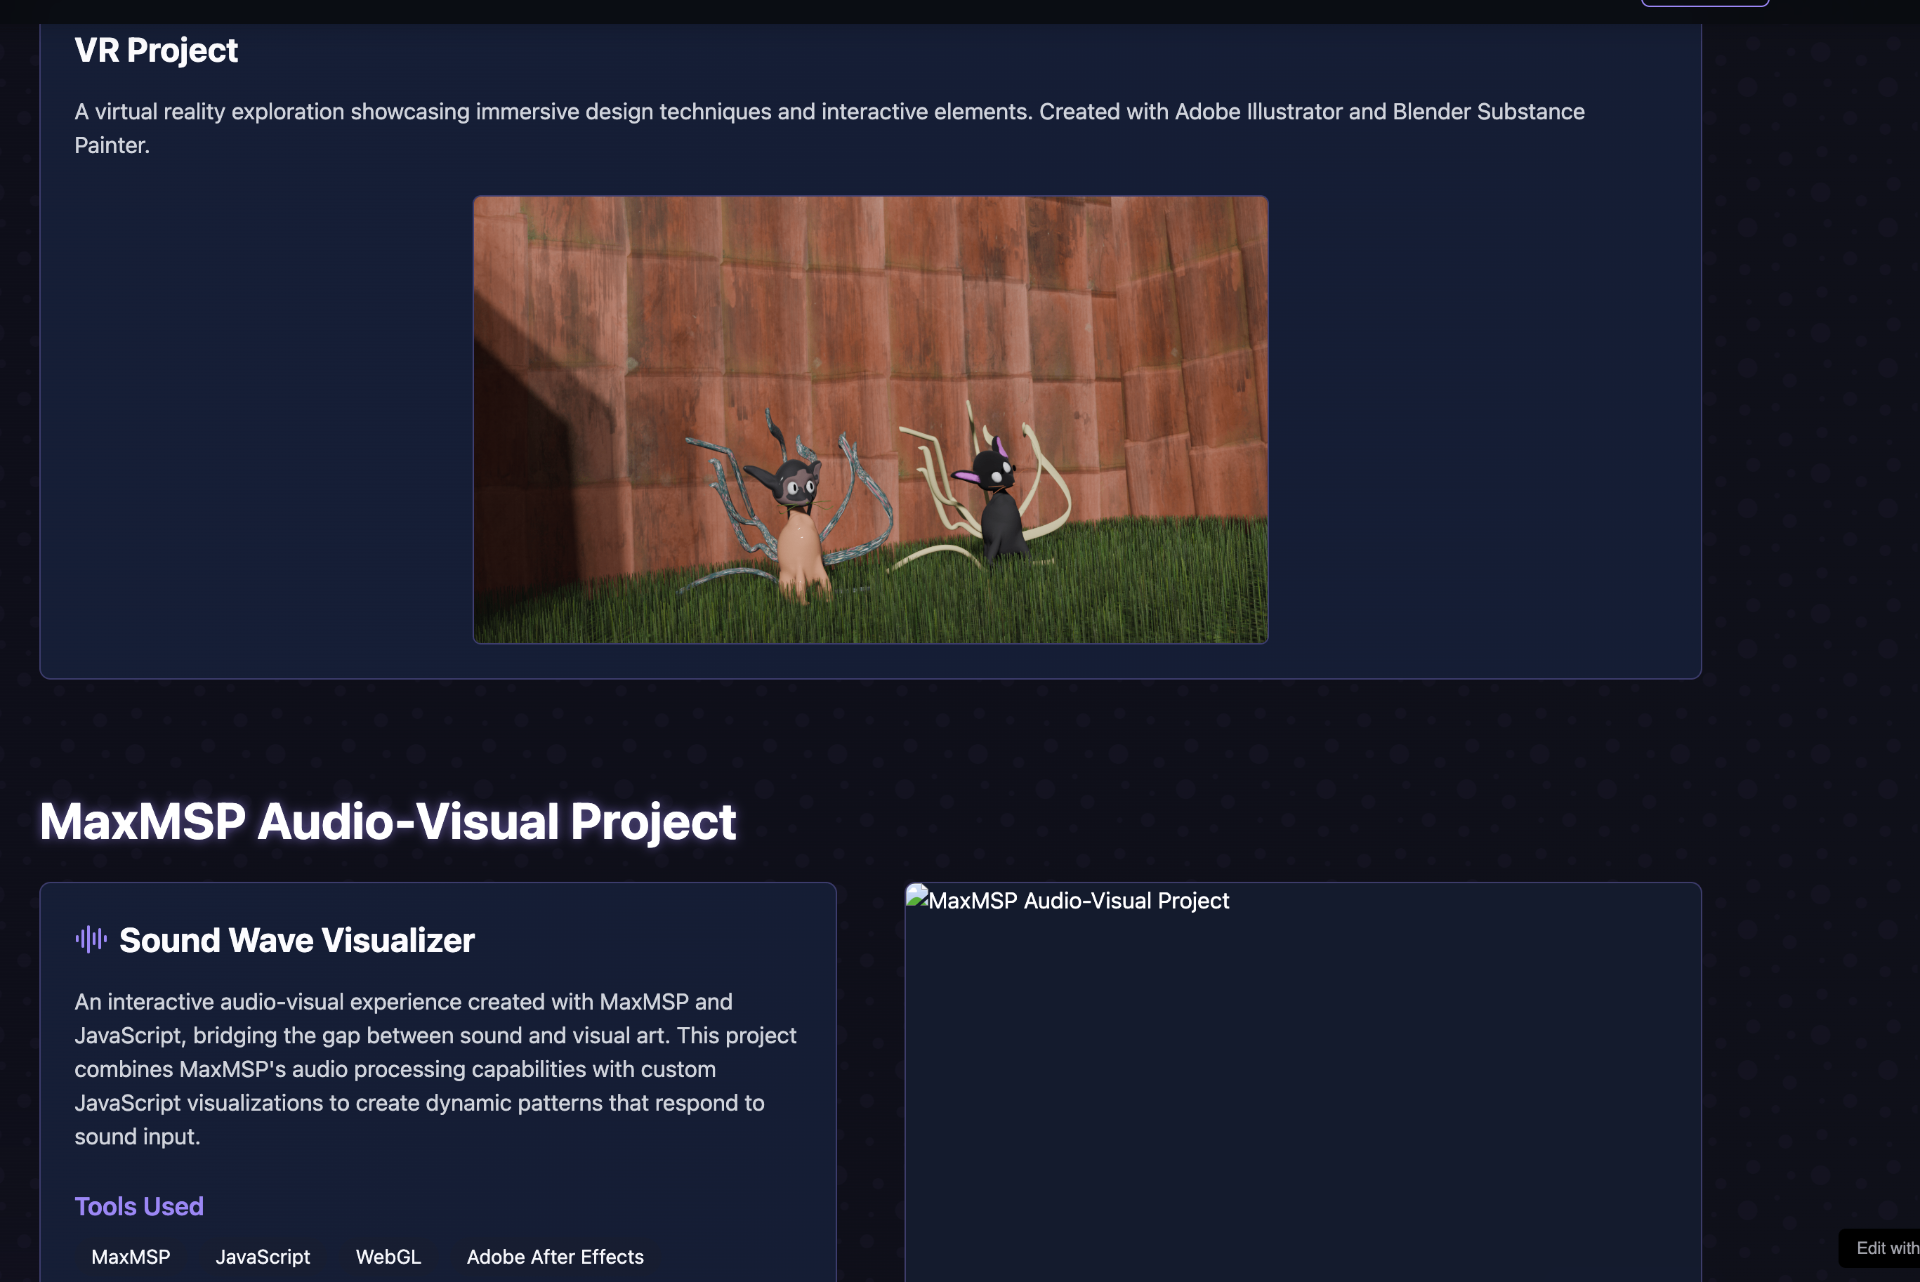 VR Project
A virtual reality exploration showcasing immersive design techniques and interactive elements. Created with Adobe Illustrator and Blender Substance
Painter.
MaxMSP Audio-Visual Project
Sound Wave Visualizer
An interactive audio-visual experience created with MaxMSP and
JavaScript, bridging the gap between sound and visual art. This project
combines MaxMSP's audio processing capabilities with custom
JavaScript visualizations to create dynamic patterns that respond to
sound input.
Tools Used
MaxMSP JavaScript WebGL Adobe After Effects
MaxMSP Audio-Visual Project
Edit with